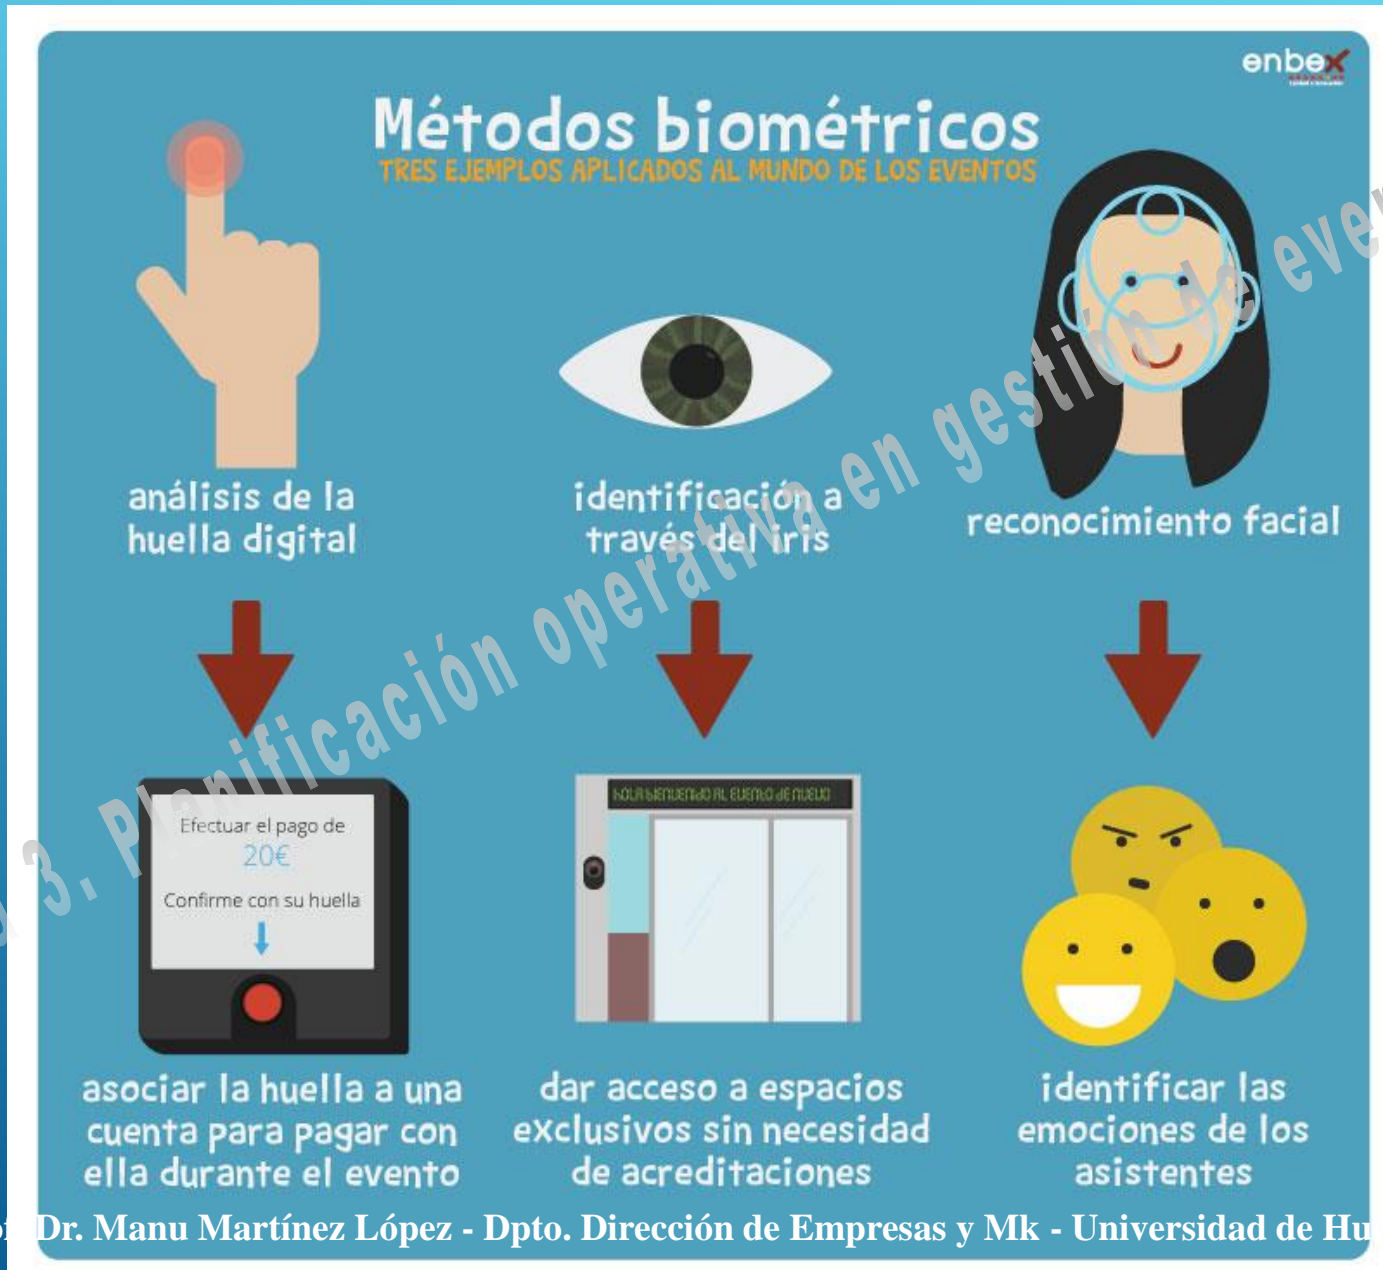 enbex
Métodos biométricos
TRES EJEMPLOS APLICADOS AL MUNDO DE LOS EVENTOS
análisis de la
huella digital
identificación a
través del iris
reconocimiento facial
Efectuar el pago de
20€
Confirme con su huella
HOLA BIENVENIDO AL EVENTO DE NUEVO
asociar la huella a una
cuenta para pagar con
ella durante el evento
dar acceso a espacios
exclusivos sin necesidad
de acreditaciones
identificar las
emociones de los
asistentes
3. Planificación operativa en gestión de
Dr. Manu Martínez López - Dpto. Dirección de Empresas y Mk - Universidad de